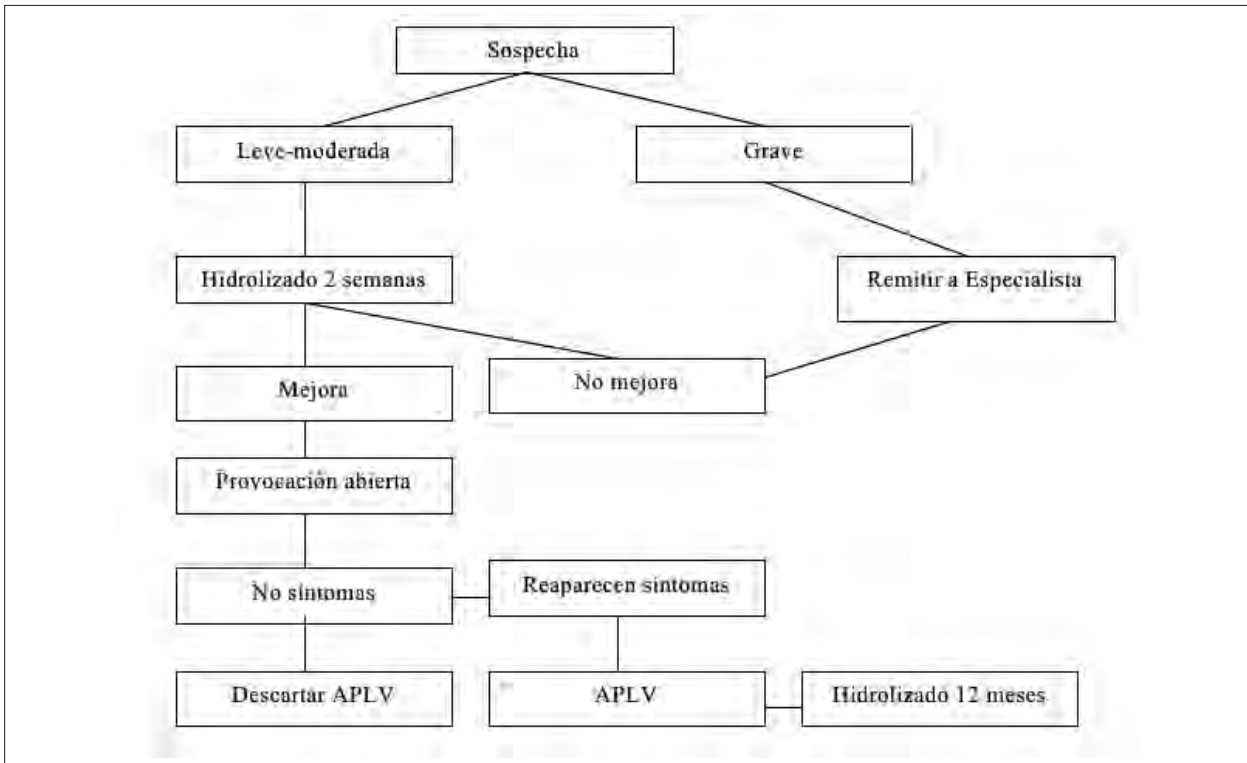 Sospecha
Leve-moderada
Grave
Hidrolizado 2 semanas
Remitir a Especialista
Mejora
No mejora
Provocación abierta
No síntomas
Reaparecen síntomas
Descartar APLV
APLV
Hidrolizado 12 meses